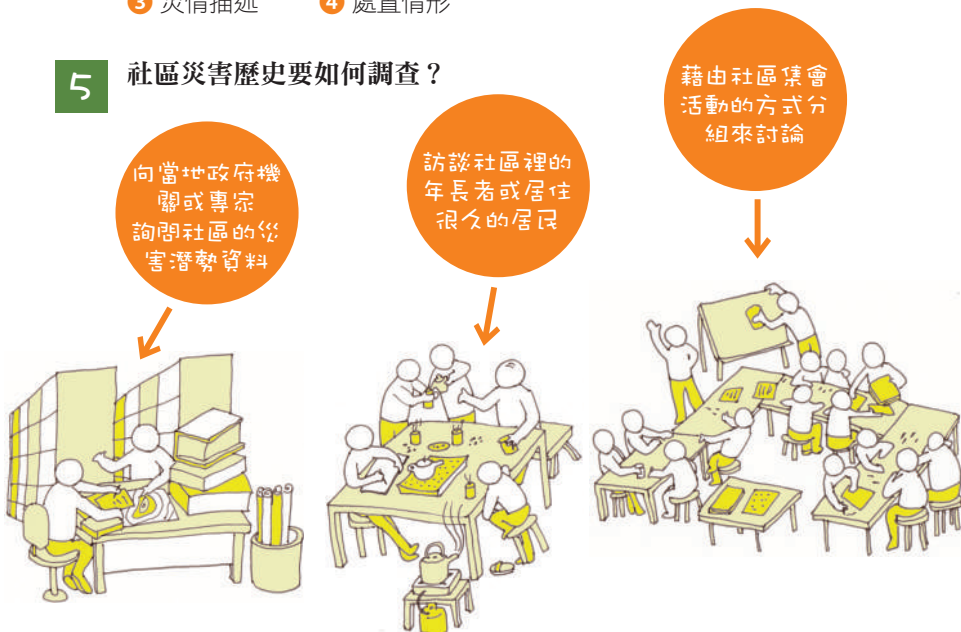 ❸ 災情描述 ❹ 處置情形
5 社區災害歷史要如何調查？
向當地政府機
關或專家
詢問社區的災
害潛勢資料
訪談社區裡的
年長者或居住
很久的居民
藉由社區集會
活動的方式分
組來討論